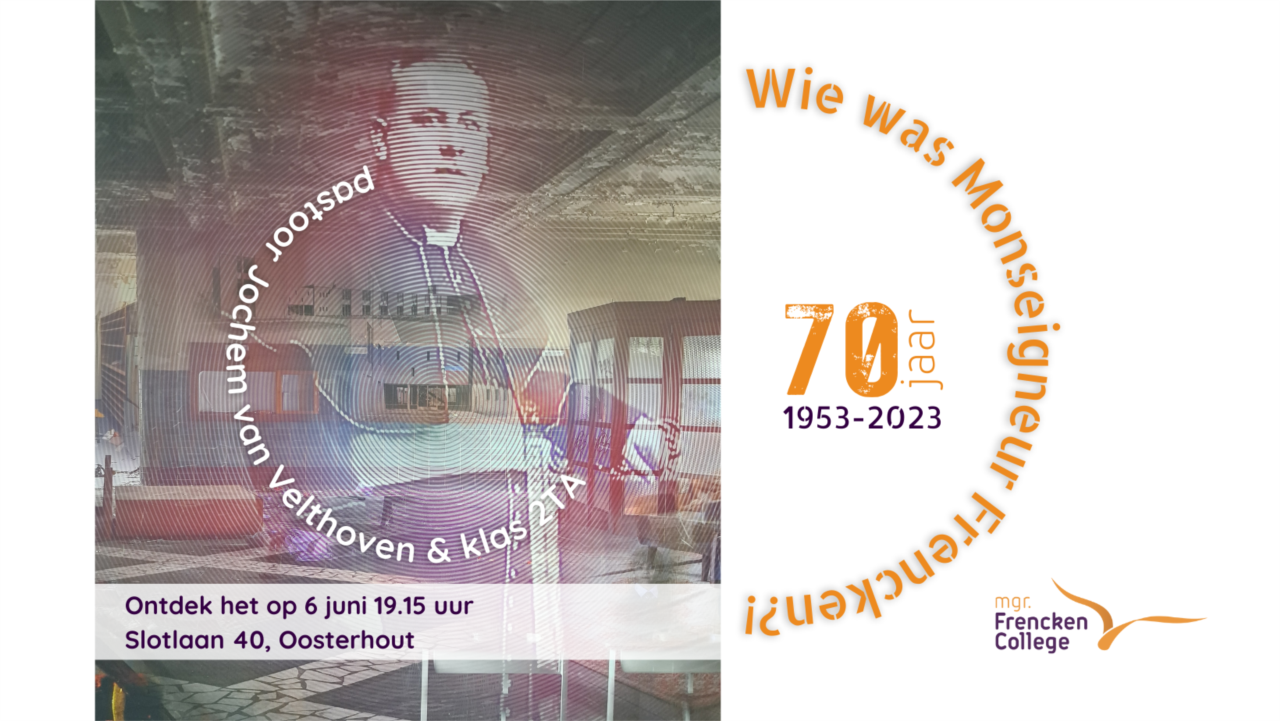 pastoor Jochem van Velthoven & klas 2TA
Ontdek het op 6 juni 19.15 uur
Slotlaan 40, Oosterhout
Wie was Monseigneur Frencken?!
70 jaar
1953-2023
mgr.
Frencken
College